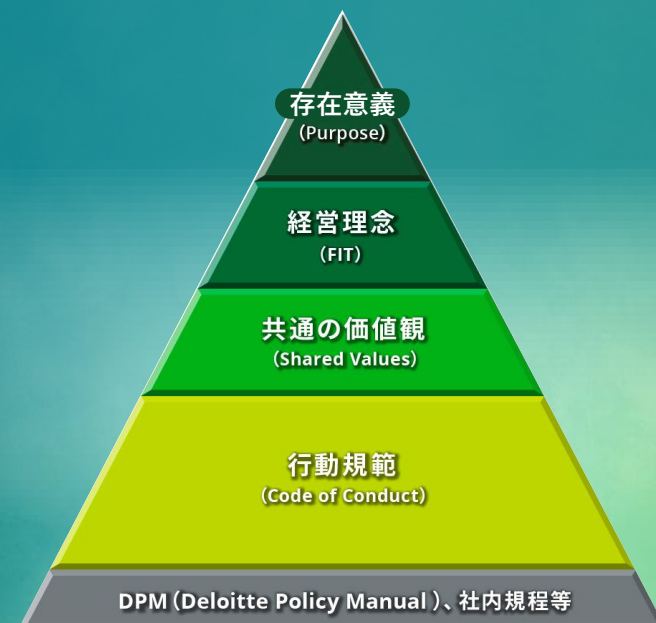 存在意義
（Purpose）
経営理念
（FIT）
共通の価値観
（Shared Values）
行動規範
（Code of Conduct）
DPM（Deloitte Policy Manual ）、社内規程等